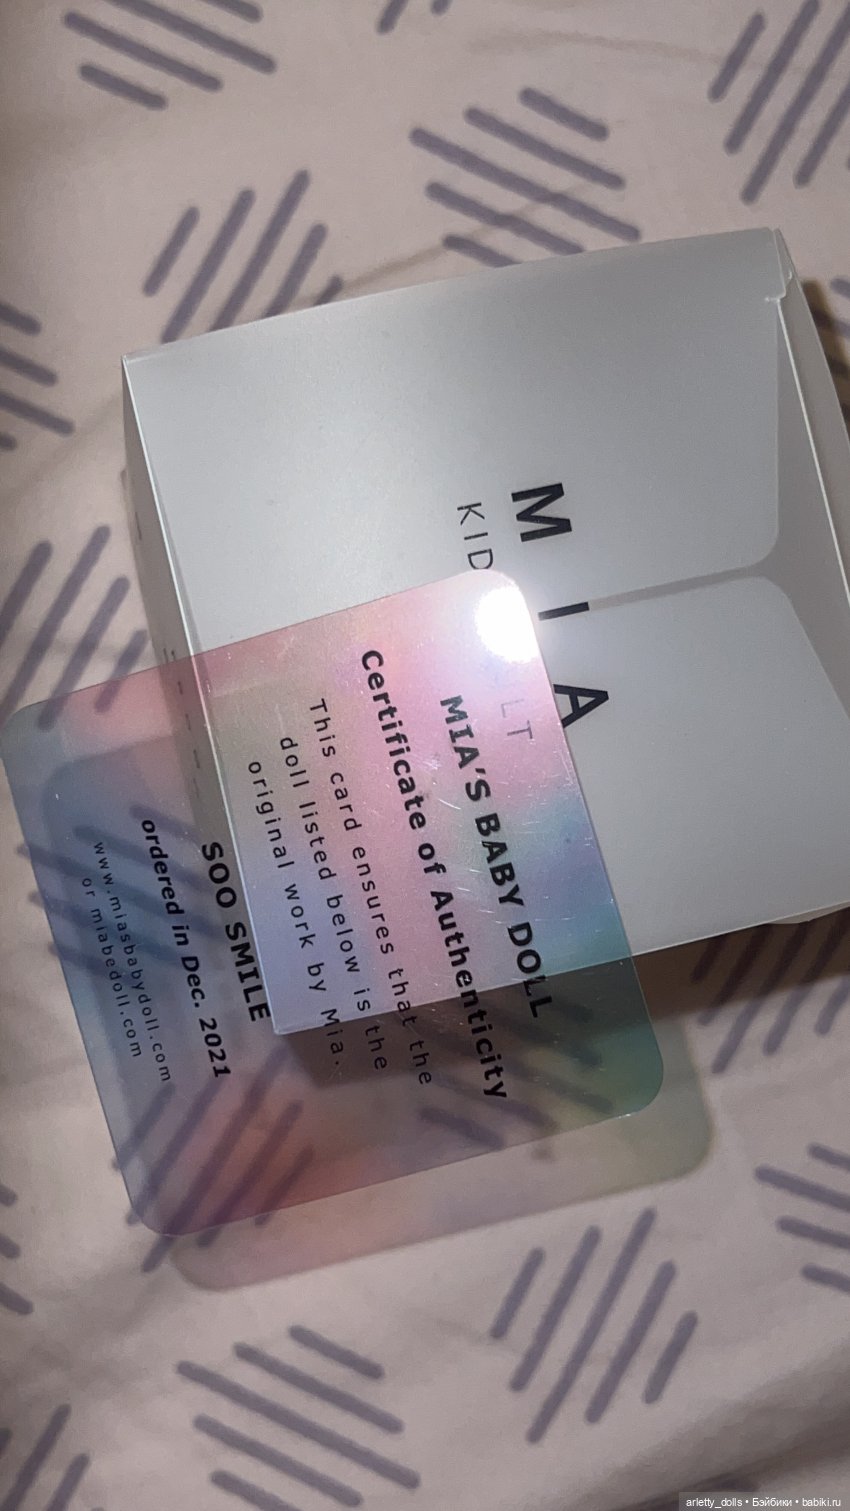 M I A
KID LT
MIA'S BABY DOLL
Certificate of Authenticity
This card ensures that the
doll listed below is the
original work by Mia.
SOO SMILE
ordered in Dec. 2021
www.miasbabydoll.com
or miabedoll.com
arletty_dolls • Бэйбики • babiki.ru